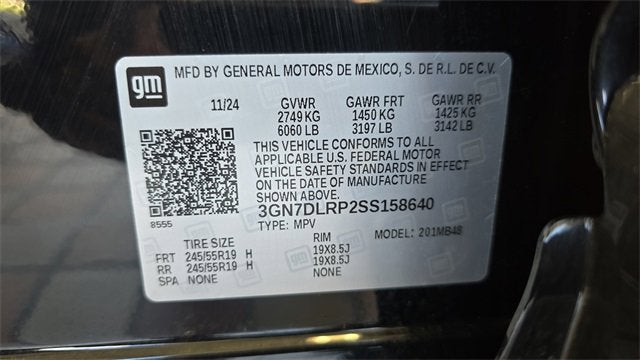 gm MFD BY GENERAL MOTORS DE MEXICO, S. DE R.L. DE C.V.
11/24 GVWR GAWR FRT GAWR RR
2749 KG 1450 KG 1425 KG
6060 LB 3197 LB 3142 LB
THIS VEHICLE CONFORMS TO ALL
APPLICABLE U.S. FEDERAL MOTOR
VEHICLE SAFETY STANDARDS IN EFFECT
ON THE DATE OF MANUFACTURE
SHOWN ABOVE.
3GN7DLRP2SS158640
8555 TYPE: MPV MODEL: 201MB48
TIRE SIZE RIM
FRT 245/55R19 H 19X8.5J
RR 245/55R19 H 19X8.5J
SPA NONE NONE